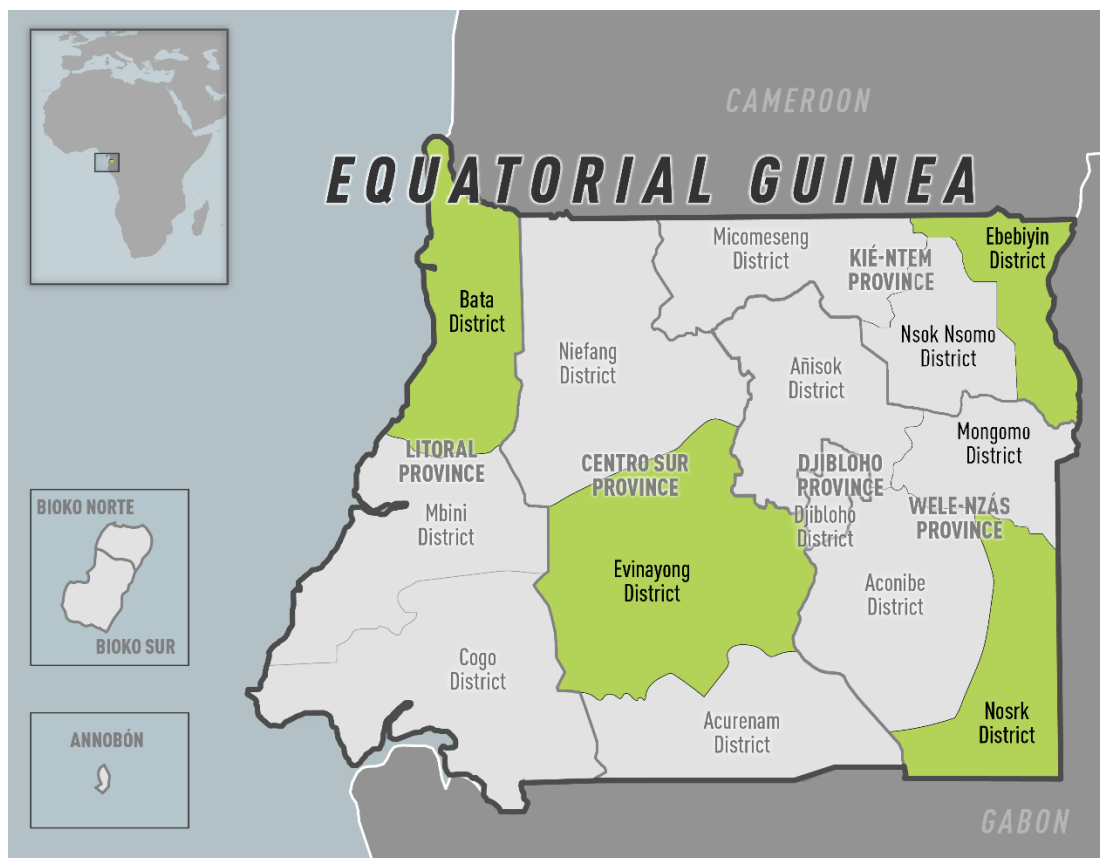 CAMEROON
EQUATORIAL GUINEA
Micomeseng
District
KIÉ-NTEM
PROVINCE
Ebebiyin
District
Bata
District
Niefang
District
Añisok
District
Nsok Nsomo
District
Mongomo
District
LITORAL
PROVINCE
CENTRO SUR
PROVINCE
DJIBLOHO
PROVINCE
Djibloho
District
WELE-NZÁS
PROVINCE
Mbini
District
Evinayong
District
Aconibe
District
Cogo
District
Acurenam
District
Nosrk
District
BIOKO NORTE
BIOKO SUR
ANNOBÓN
GABON